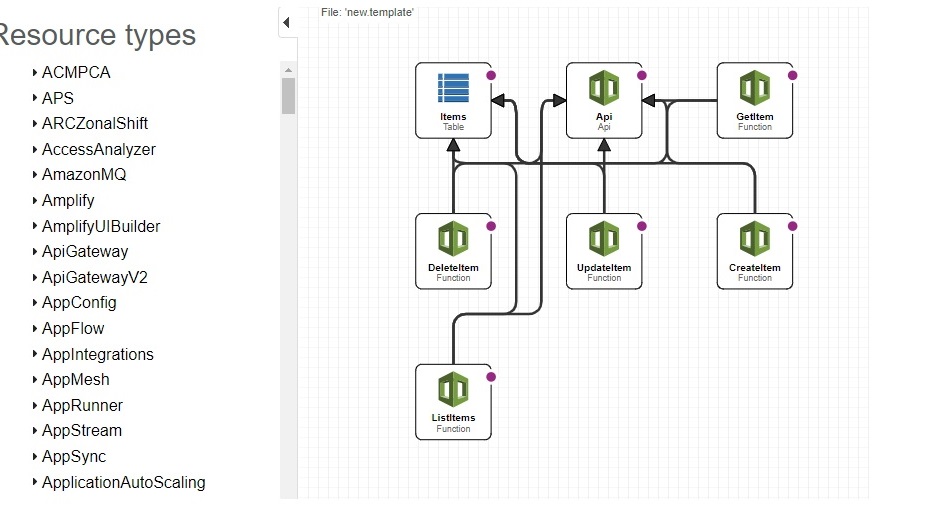 Resource types
ACMPCA
APS
ARCZonalShift
AccessAnalyzer
AmazonMQ
Amplify
AmplifyUIBuilder
ApiGateway
ApiGatewayV2
AppConfig
AppFlow
AppIntegrations
AppMesh
AppRunner
AppStream
AppSync
ApplicationAutoScaling
File: 'new.template'
Items
Table
Api
Api
GetItem
Function
DeleteItem
Function
UpdateItem
Function
CreateItem
Function
ListItems
Function